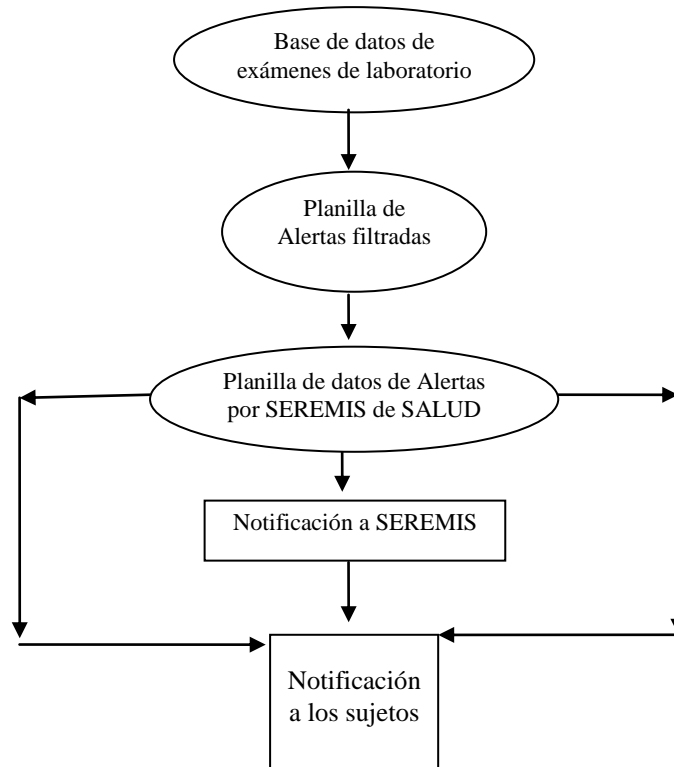 Base de datos de
exámenes de laboratorio
Planilla de
Alertas filtradas
Planilla de datos de Alertas
por SEREMIS de SALUD
Notificación a SEREMIS
Notificación
a los sujetos